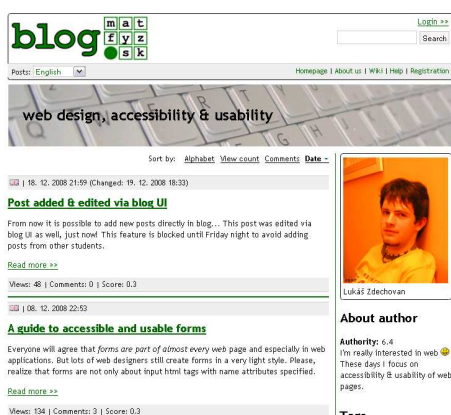 blog mat
fyz
sk
Login >>
Search
Posts: English
Homepage | About us | Wiki | Help | Registration
web design, accessibility & usability
Sort by: Alphabet View count Comments Date -
| 18. 12. 2008 21:59 (Changed: 19. 12. 2008 18:33)
Post added & edited via blog UI
From now it is possible to add new posts directly in blog... This post was edited via
blog UI as well, just now! This feature is blocked until Friday night to avoid adding
posts from other students.
Read more >>
Views: 48 | Comments: 0 | Score: 0.3
| 08. 12. 2008 22:53
A guide to accessible and usable forms
Everyone will agree that forms are part of almost every web page and especially in web
applications. But lots of web designers still create forms in a very light style. Please,
realize that forms are not only about input html tags with name attributes specified.
Read more >>
Views: 134 | Comments: 3 | Score: 0.3
Lukáš Zdechovan
About author
Authority: 6.4
I'm really interested in web
These days I focus on
accessibility & usability of web
pages.